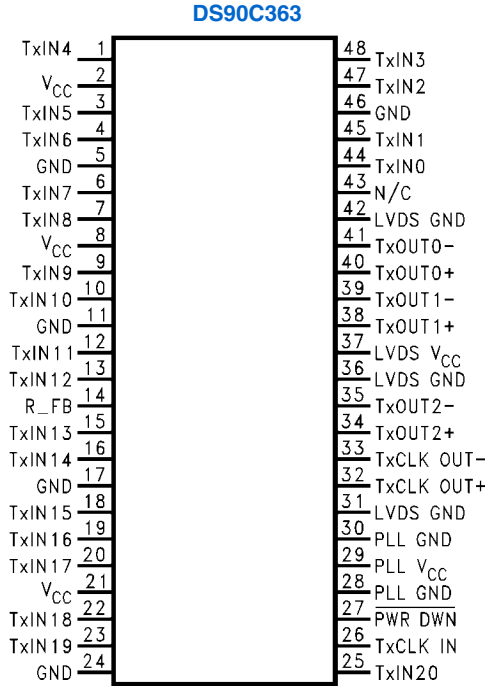 DS90C363
TxIN4 1
VCC 2
TxIN5 3
TxIN6 4
GND 5
TxIN7 6
TxIN8 7
VCC 8
TxIN9 9
TxIN10 10
GND 11
TxIN11 12
TxIN12 13
R_FB 14
TxIN13 15
TxIN14 16
GND 17
TxIN15 18
TxIN16 19
TxIN17 20
VCC 21
TxIN18 22
TxIN19 23
GND 24
48 TxIN3
47 TxIN2
46 GND
45 TxIN1
44 TxIN0
43 N/C
42 LVDS GND
41 TxOUT0-
40 TxOUT0+
39 TxOUT1-
38 TxOUT1+
37 LVDS VCC
36 LVDS GND
35 TxOUT2-
34 TxOUT2+
33 TxCLK OUT-
32 TxCLK OUT+
31 LVDS GND
30 PLL GND
29 PLL VCC
28 PLL GND
27 PWR DWN
26 TxCLK IN
25 TxIN20